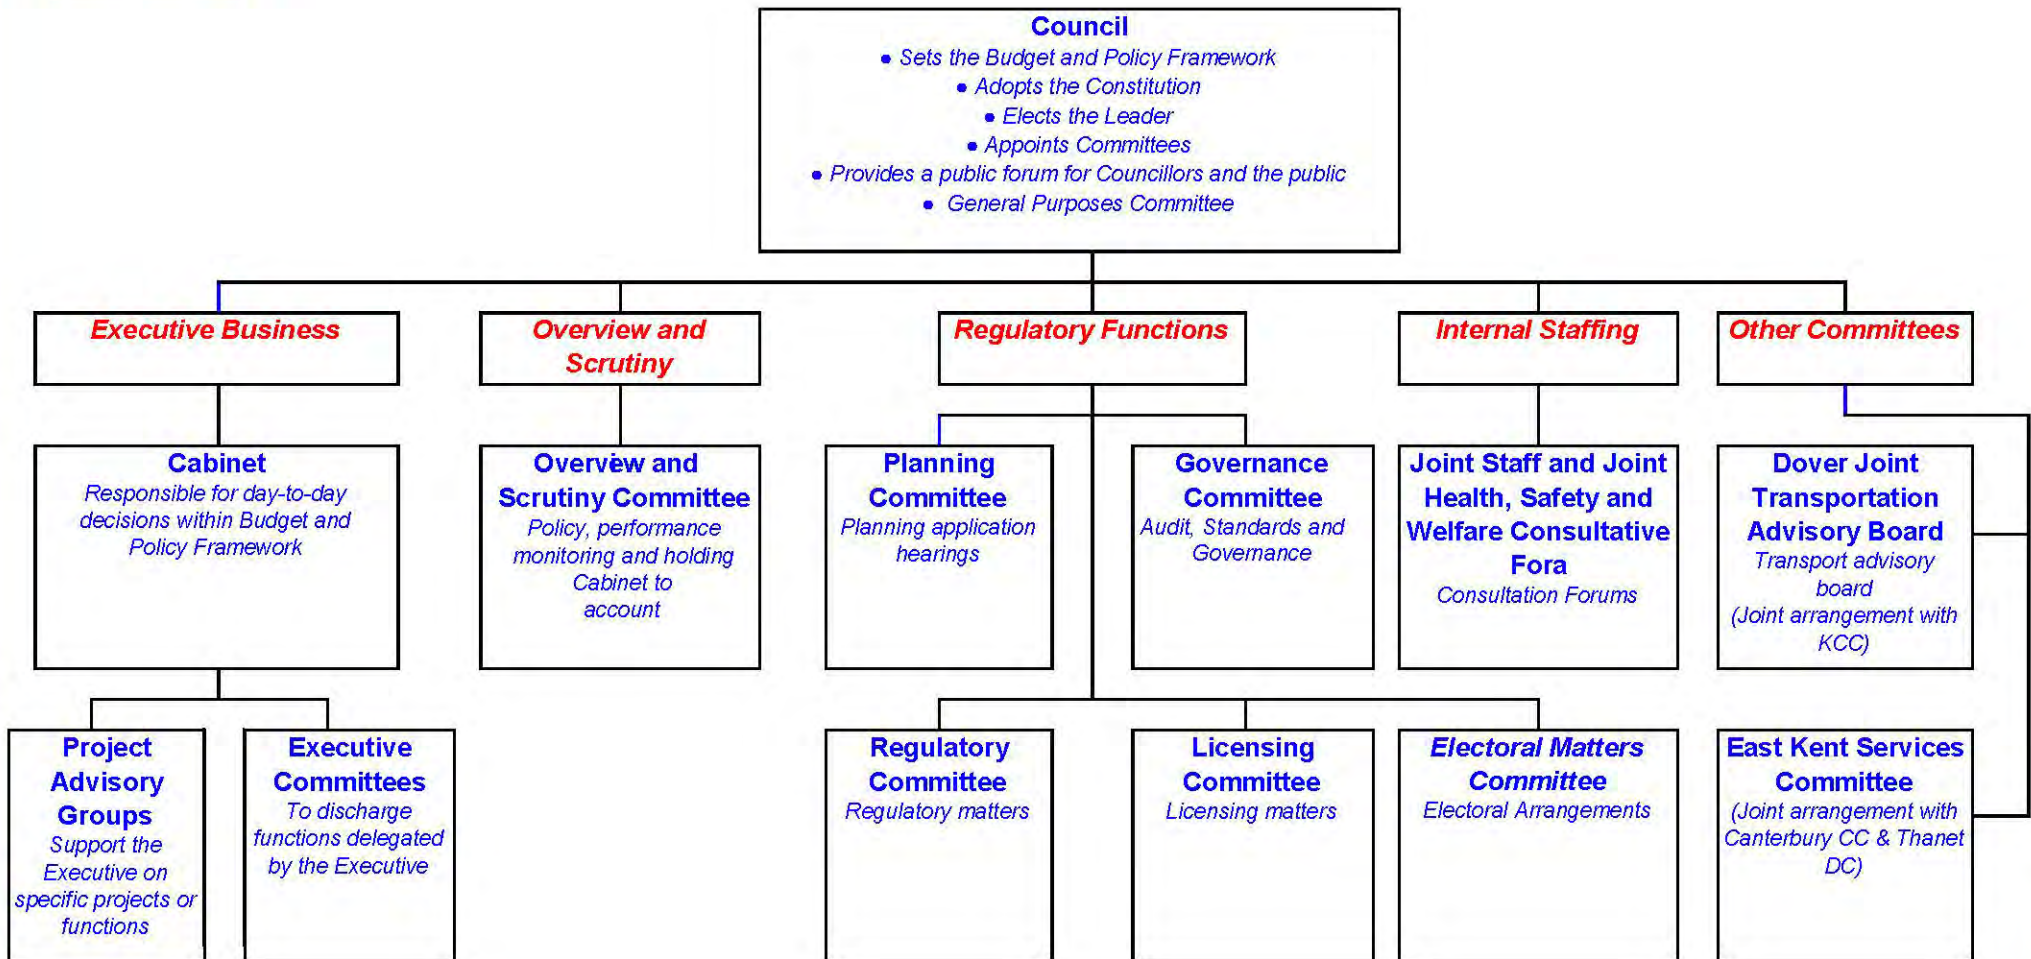 Council
● Sets the Budget and Policy Framework
● Adopts the Constitution
● Elects the Leader
● Appoints Committees
● Provides a public forum for Councillors and the public
● General Purposes Committee
Executive Business
Overview and
Scrutiny
Regulatory Functions
Internal Staffing
Other Committees
Cabinet
Responsible for day-to-day
decisions within Budget and
Policy Framework
Overview and
Scrutiny Committee
Policy, performance
monitoring and holding
Cabinet to
account
Planning
Committee
Planning application
hearings
Governance
Committee
Audit, Standards and
Governance
Joint Staff and Joint
Health, Safety and
Welfare Consultative
Fora
Consultation Forums
Dover Joint
Transportation
Advisory Board
Transport advisory
board
(Joint arrangement with
KCC)
Project
Advisory
Groups
Support the
Executive on
specific projects or
functions
Executive
Committees
To discharge
functions delegated
by the Executive
Regulatory
Committee
Regulatory matters
Licensing
Committee
Licensing matters
Electoral Matters
Committee
Electoral Arrangements
East Kent Services
Committee
(Joint arrangement with
Canterbury CC & Thanet
DC)